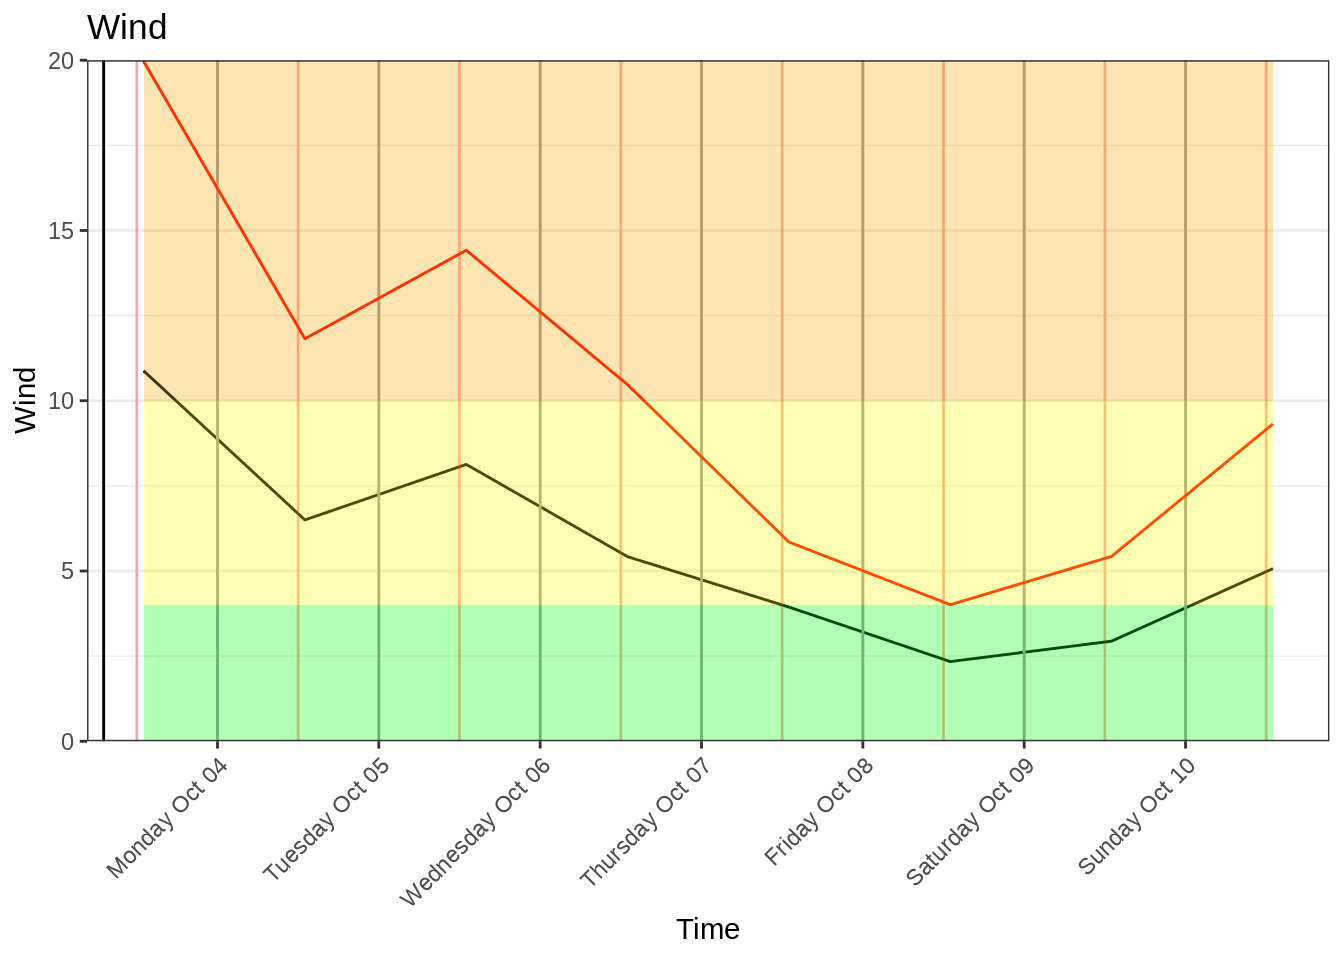 Wind
20
15
10
5
0
Wind
Monday Oct 04
Tuesday Oct 05
Wednesday Oct 06
Thursday Oct 07
Friday Oct 08
Saturday Oct 09
Sunday Oct 10
Time